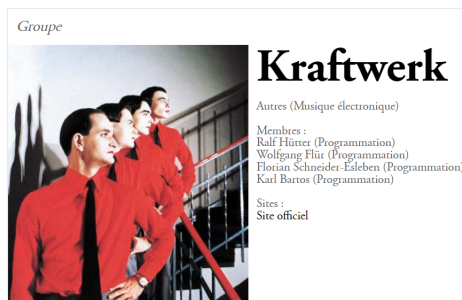 Groupe
Kraftwerk
Autres (Musique électronique)
Membres :
Ralf Hütter (Programmation)
Wolfgang Flür (Programmation)
Florian Schneider-Esleben (Programmation)
Karl Bartos (Programmation)
Sites :
Site officiel